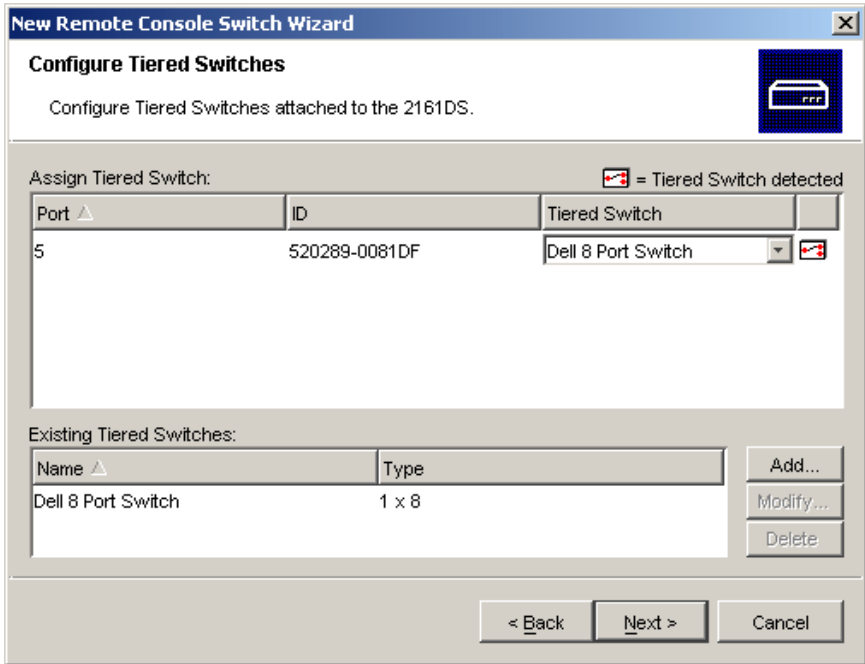 New Remote Console Switch Wizard
Configure Tiered Switches
Configure Tiered Switches attached to the 2161DS.
Assign Tiered Switch:
= Tiered Switch detected
Port ID Tiered Switch
5 520289-0081DF Dell 8 Port Switch
Existing Tiered Switches:
Name Type
Dell 8 Port Switch 1 x 8
Add...
Modify...
Delete
< Back Next > Cancel